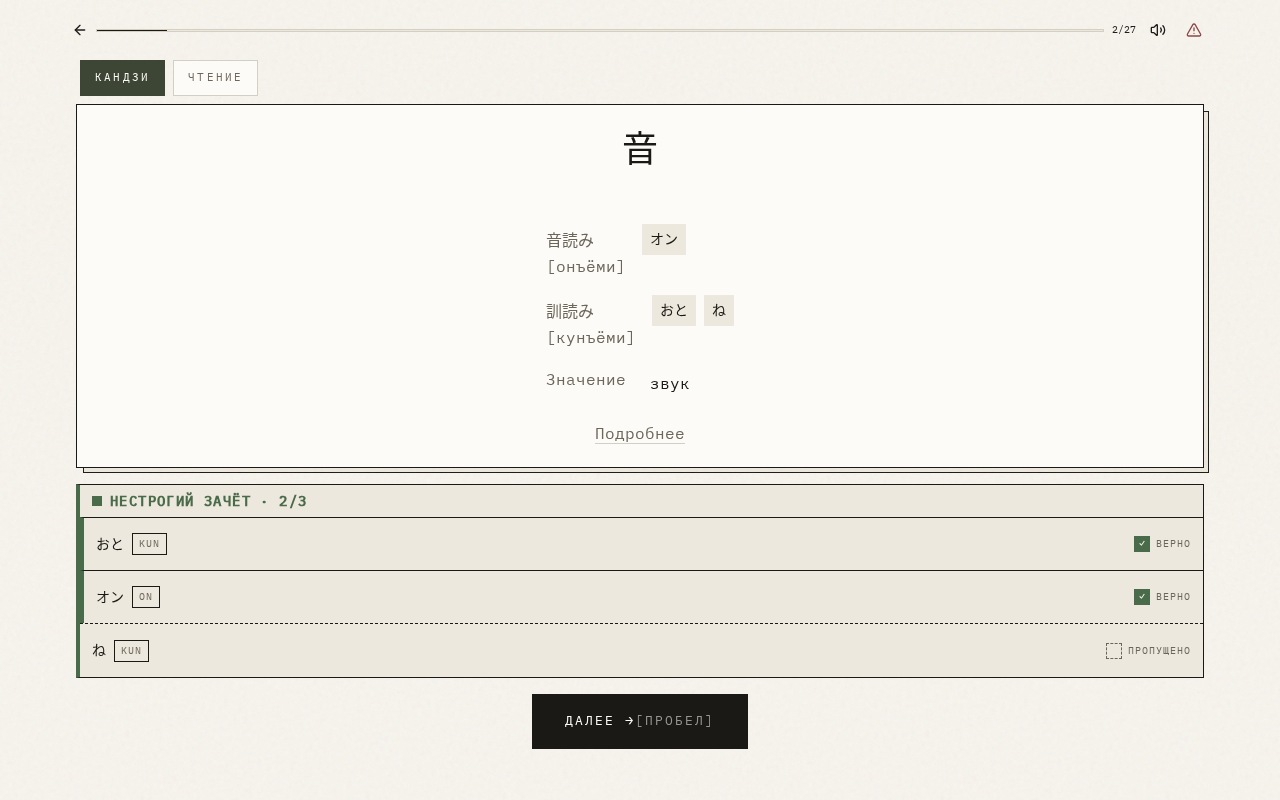 2/27
КАНДЗИ ЧТЕНИЕ
音
音読み オン
[онъёми]
訓読み おと ね
[кунъёми]
Значение звук
Подробнее
НЕСТРОГИЙ ЗАЧЁТ · 2/3
おと KUN ✓ ВЕРНО
オン ON ✓ ВЕРНО
ね KUN ПРОПУЩЕНО
ДАЛЕЕ →[ПРОБЕЛ]